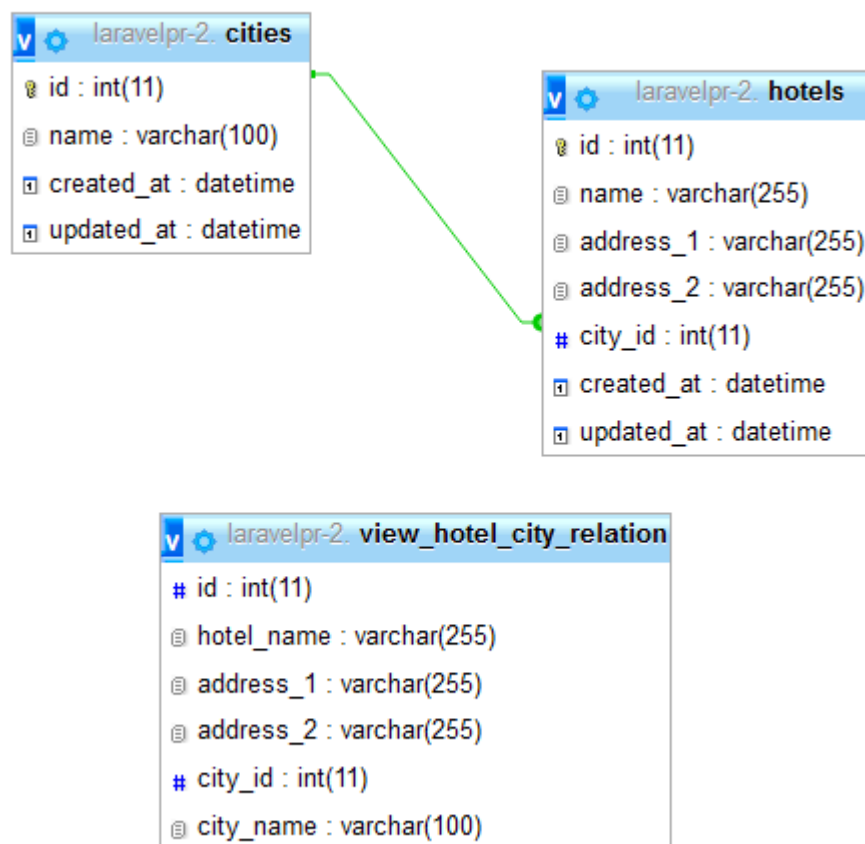 v laravelpr-2. cities
id : int(11)
name : varchar(100)
created_at : datetime
updated_at : datetime
v laravelpr-2. hotels
id : int(11)
name : varchar(255)
address_1 : varchar(255)
address_2 : varchar(255)
# city_id : int(11)
created_at : datetime
updated_at : datetime
v laravelpr-2. view_hotel_city_relation
# id : int(11)
hotel_name : varchar(255)
address_1 : varchar(255)
address_2 : varchar(255)
# city_id : int(11)
city_name : varchar(100)